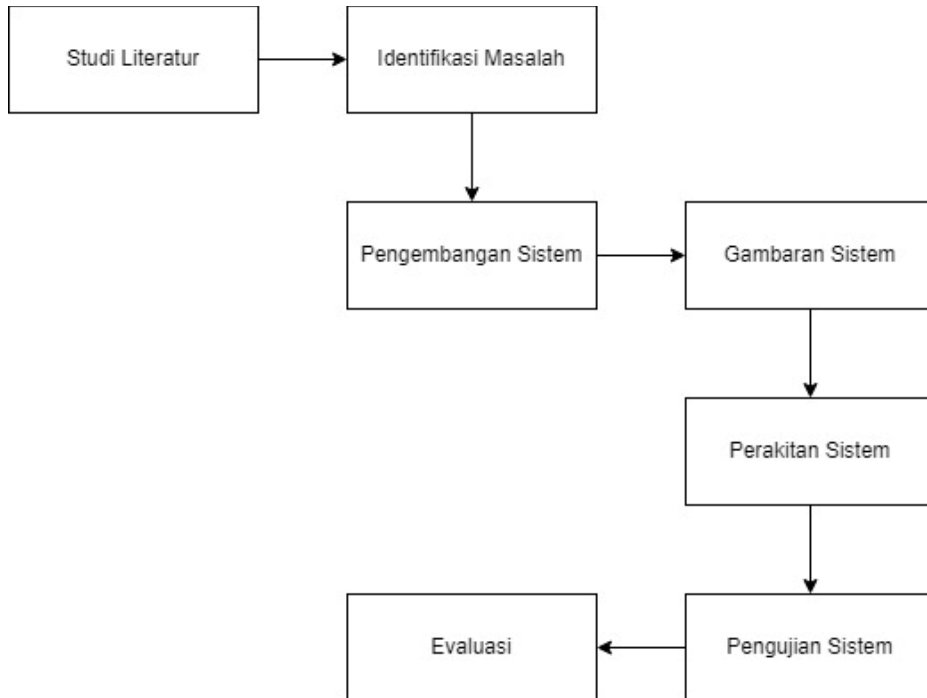 Studi Literatur
Identifikasi Masalah
Pengembangan Sistem
Gambaran Sistem
Perakitan Sistem
Pengujian Sistem
Evaluasi